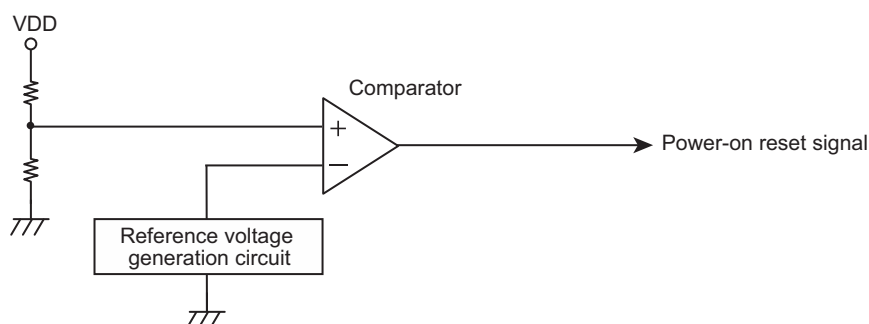 VDD
Comparator
+
Power-on reset signal
−
Reference voltage
generation circuit